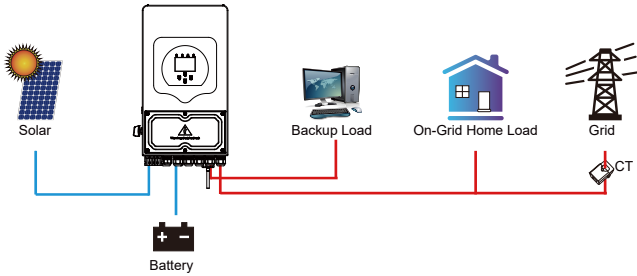 Solar
Backup Load
On-Grid Home Load
Grid
CT
Battery